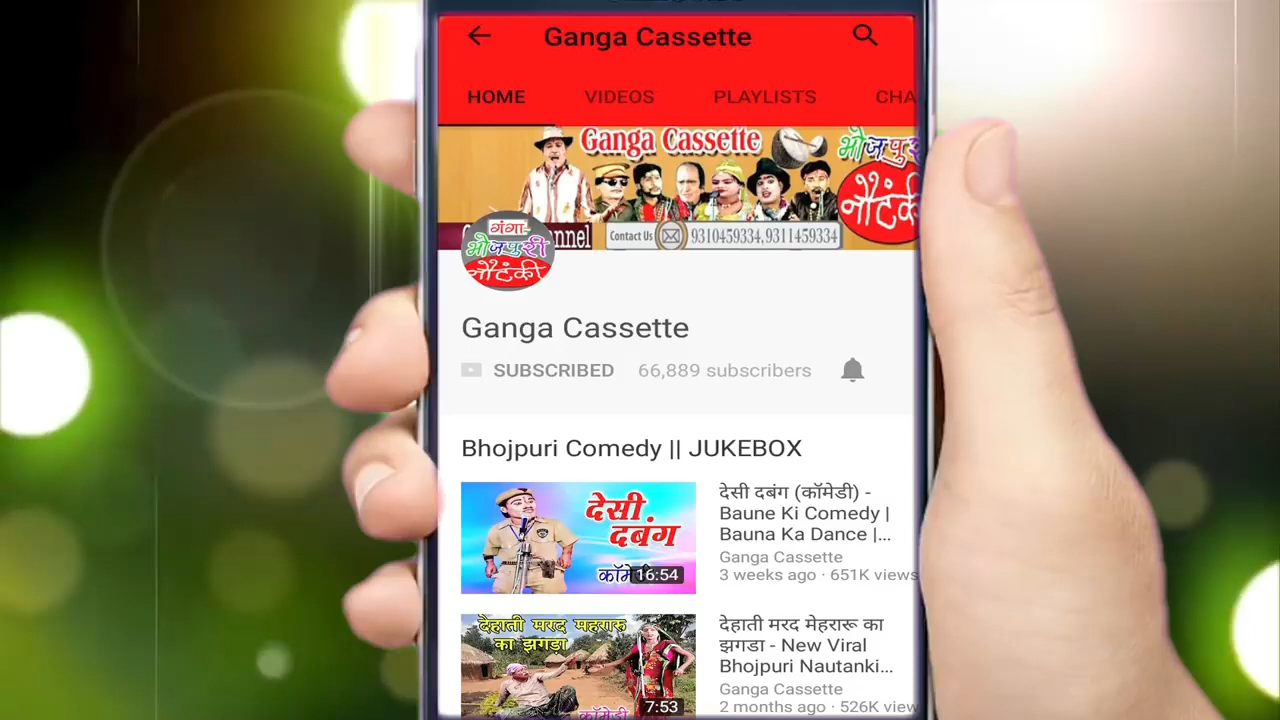 Ganga Cassette
HOME VIDEOS PLAYLISTS CHA
Ganga Cassette
भोजपुरी
नौटंकी
Contact Us 9310459334,9311459334
गंगा-
भोजपुरी
नौटंकी
Ganga Cassette
SUBSCRIBED 66,889 subscribers
Bhojpuri Comedy || JUKEBOX
देसी
दबंग
16:54
देसी दबंग (कॉमेडी) -
Baune Ki Comedy |
Bauna Ka Dance |...
Ganga Cassette
3 weeks ago · 651K views
देहाती मरद महरारु
का झगड़ा
कॉमेडी
7:53
देहाती मरद मेहरारू का
झगडा - New Viral
Bhojpuri Nautanki...
Ganga Cassette
2 months ago · 526K view